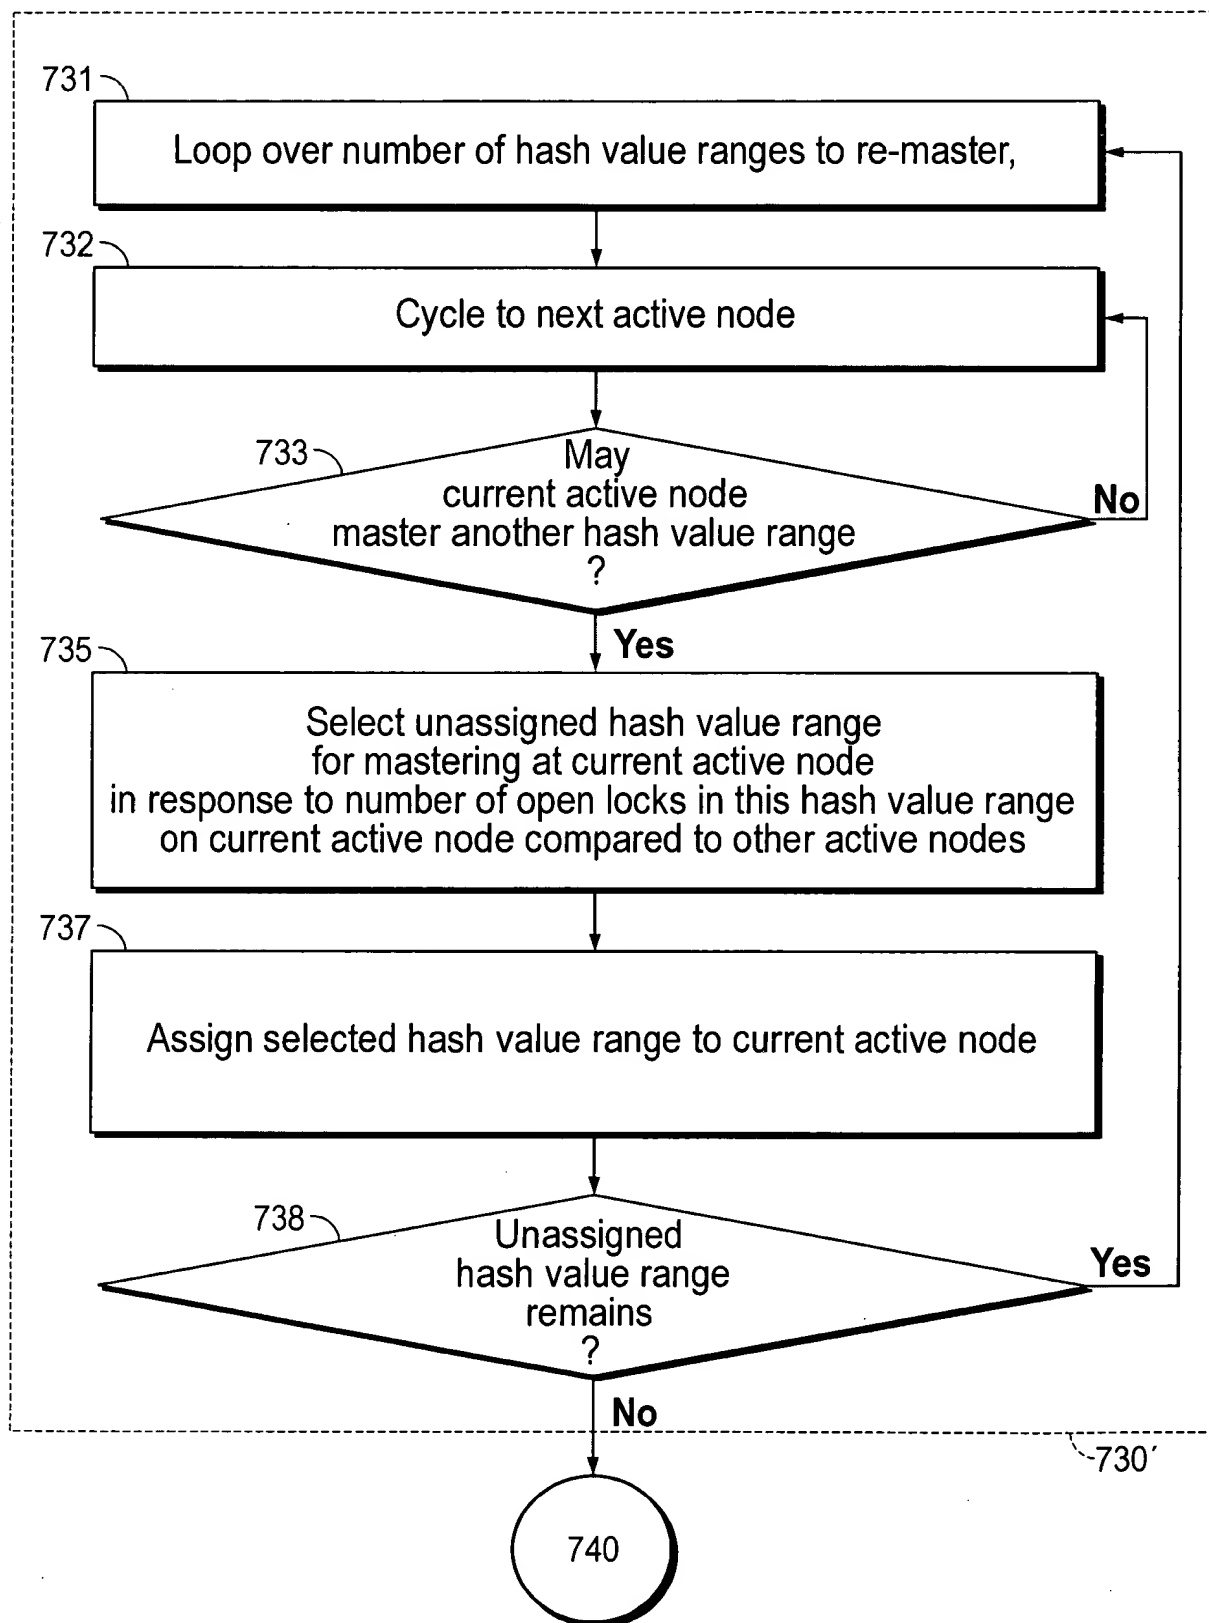 731
Loop over number of hash value ranges to re-master,
732
Cycle to next active node
733
May
current active node
master another hash value range
?
No
Yes
735
Select unassigned hash value range
for mastering at current active node
in response to number of open locks in this hash value range
on current active node compared to other active nodes
737
Assign selected hash value range to current active node
738
Unassigned
hash value range
remains
?
Yes
No
730′
740